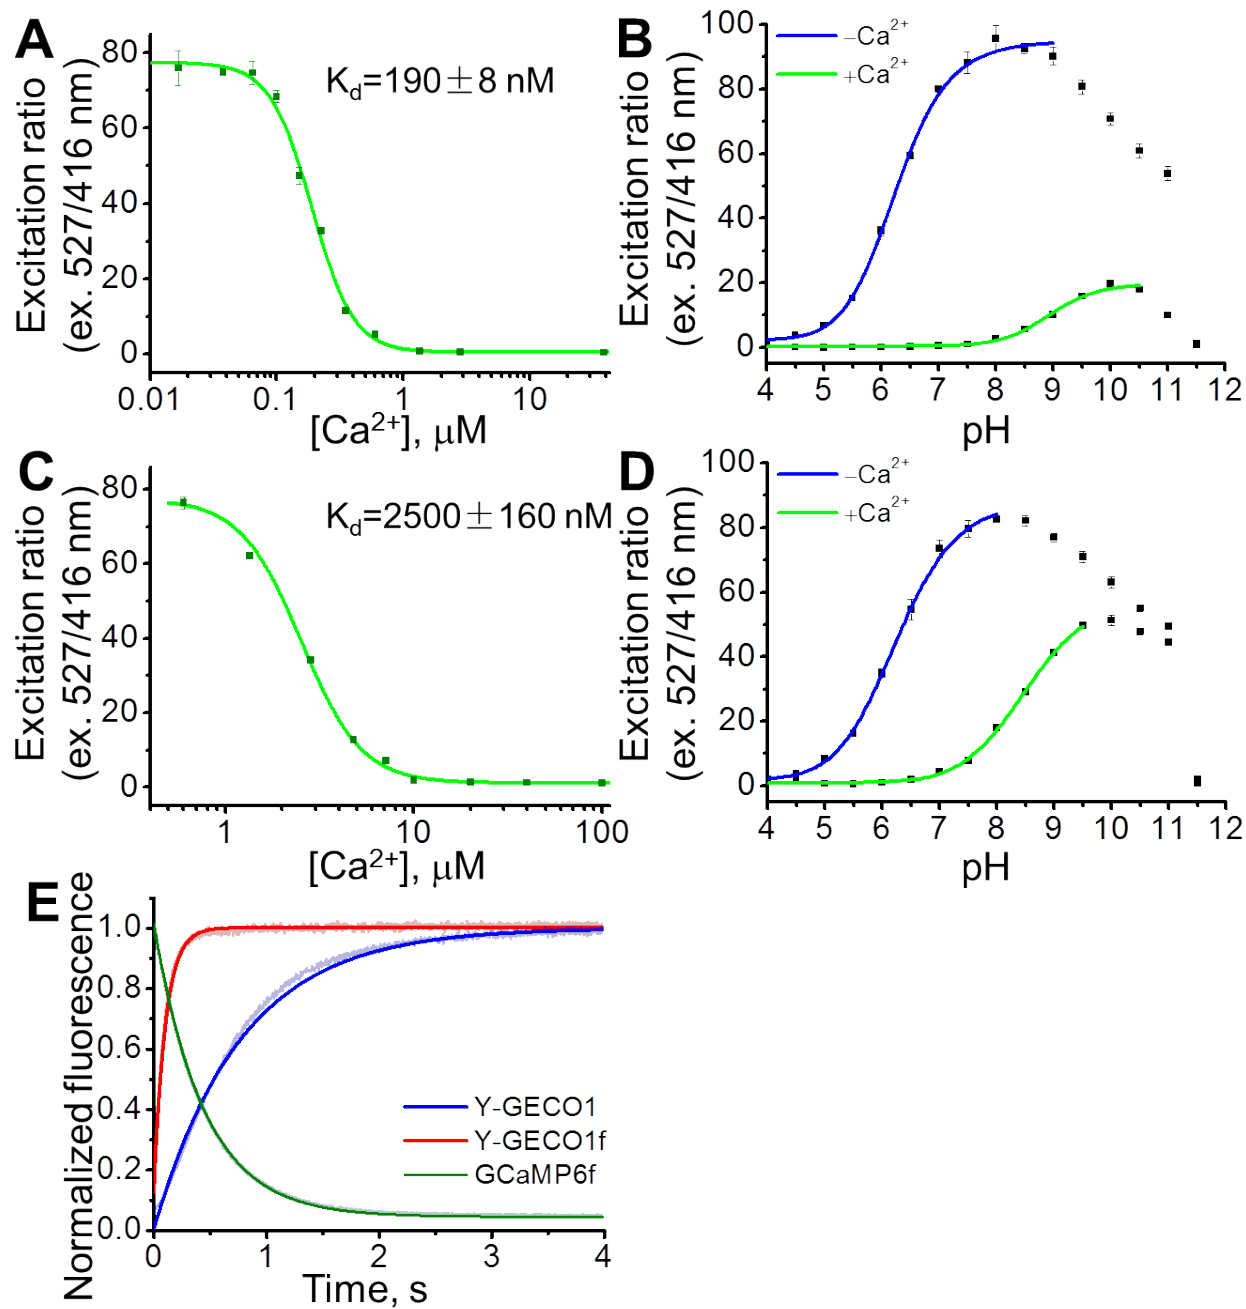 A
Excitation ratio
(ex. 527/416 nm)
80
60
40
20
0
K_d=190±8 nM
0.01 0.1 1 10
[Ca²⁺], μM
B
Excitation ratio
(ex. 527/416 nm)
100
80
60
40
20
0
−Ca²⁺
+Ca²⁺
4 5 6 7 8 9 10 11 12
pH
C
Excitation ratio
(ex. 527/416 nm)
80
60
40
20
0
K_d=2500±160 nM
1 10 100
[Ca²⁺], μM
D
Excitation ratio
(ex. 527/416 nm)
100
80
60
40
20
0
−Ca²⁺
+Ca²⁺
4 5 6 7 8 9 10 11 12
pH
E
Normalized fluorescence
1.0
0.8
0.6
0.4
0.2
0.0
Y-GECO1
Y-GECO1f
GCaMP6f
0 1 2 3 4
Time, s